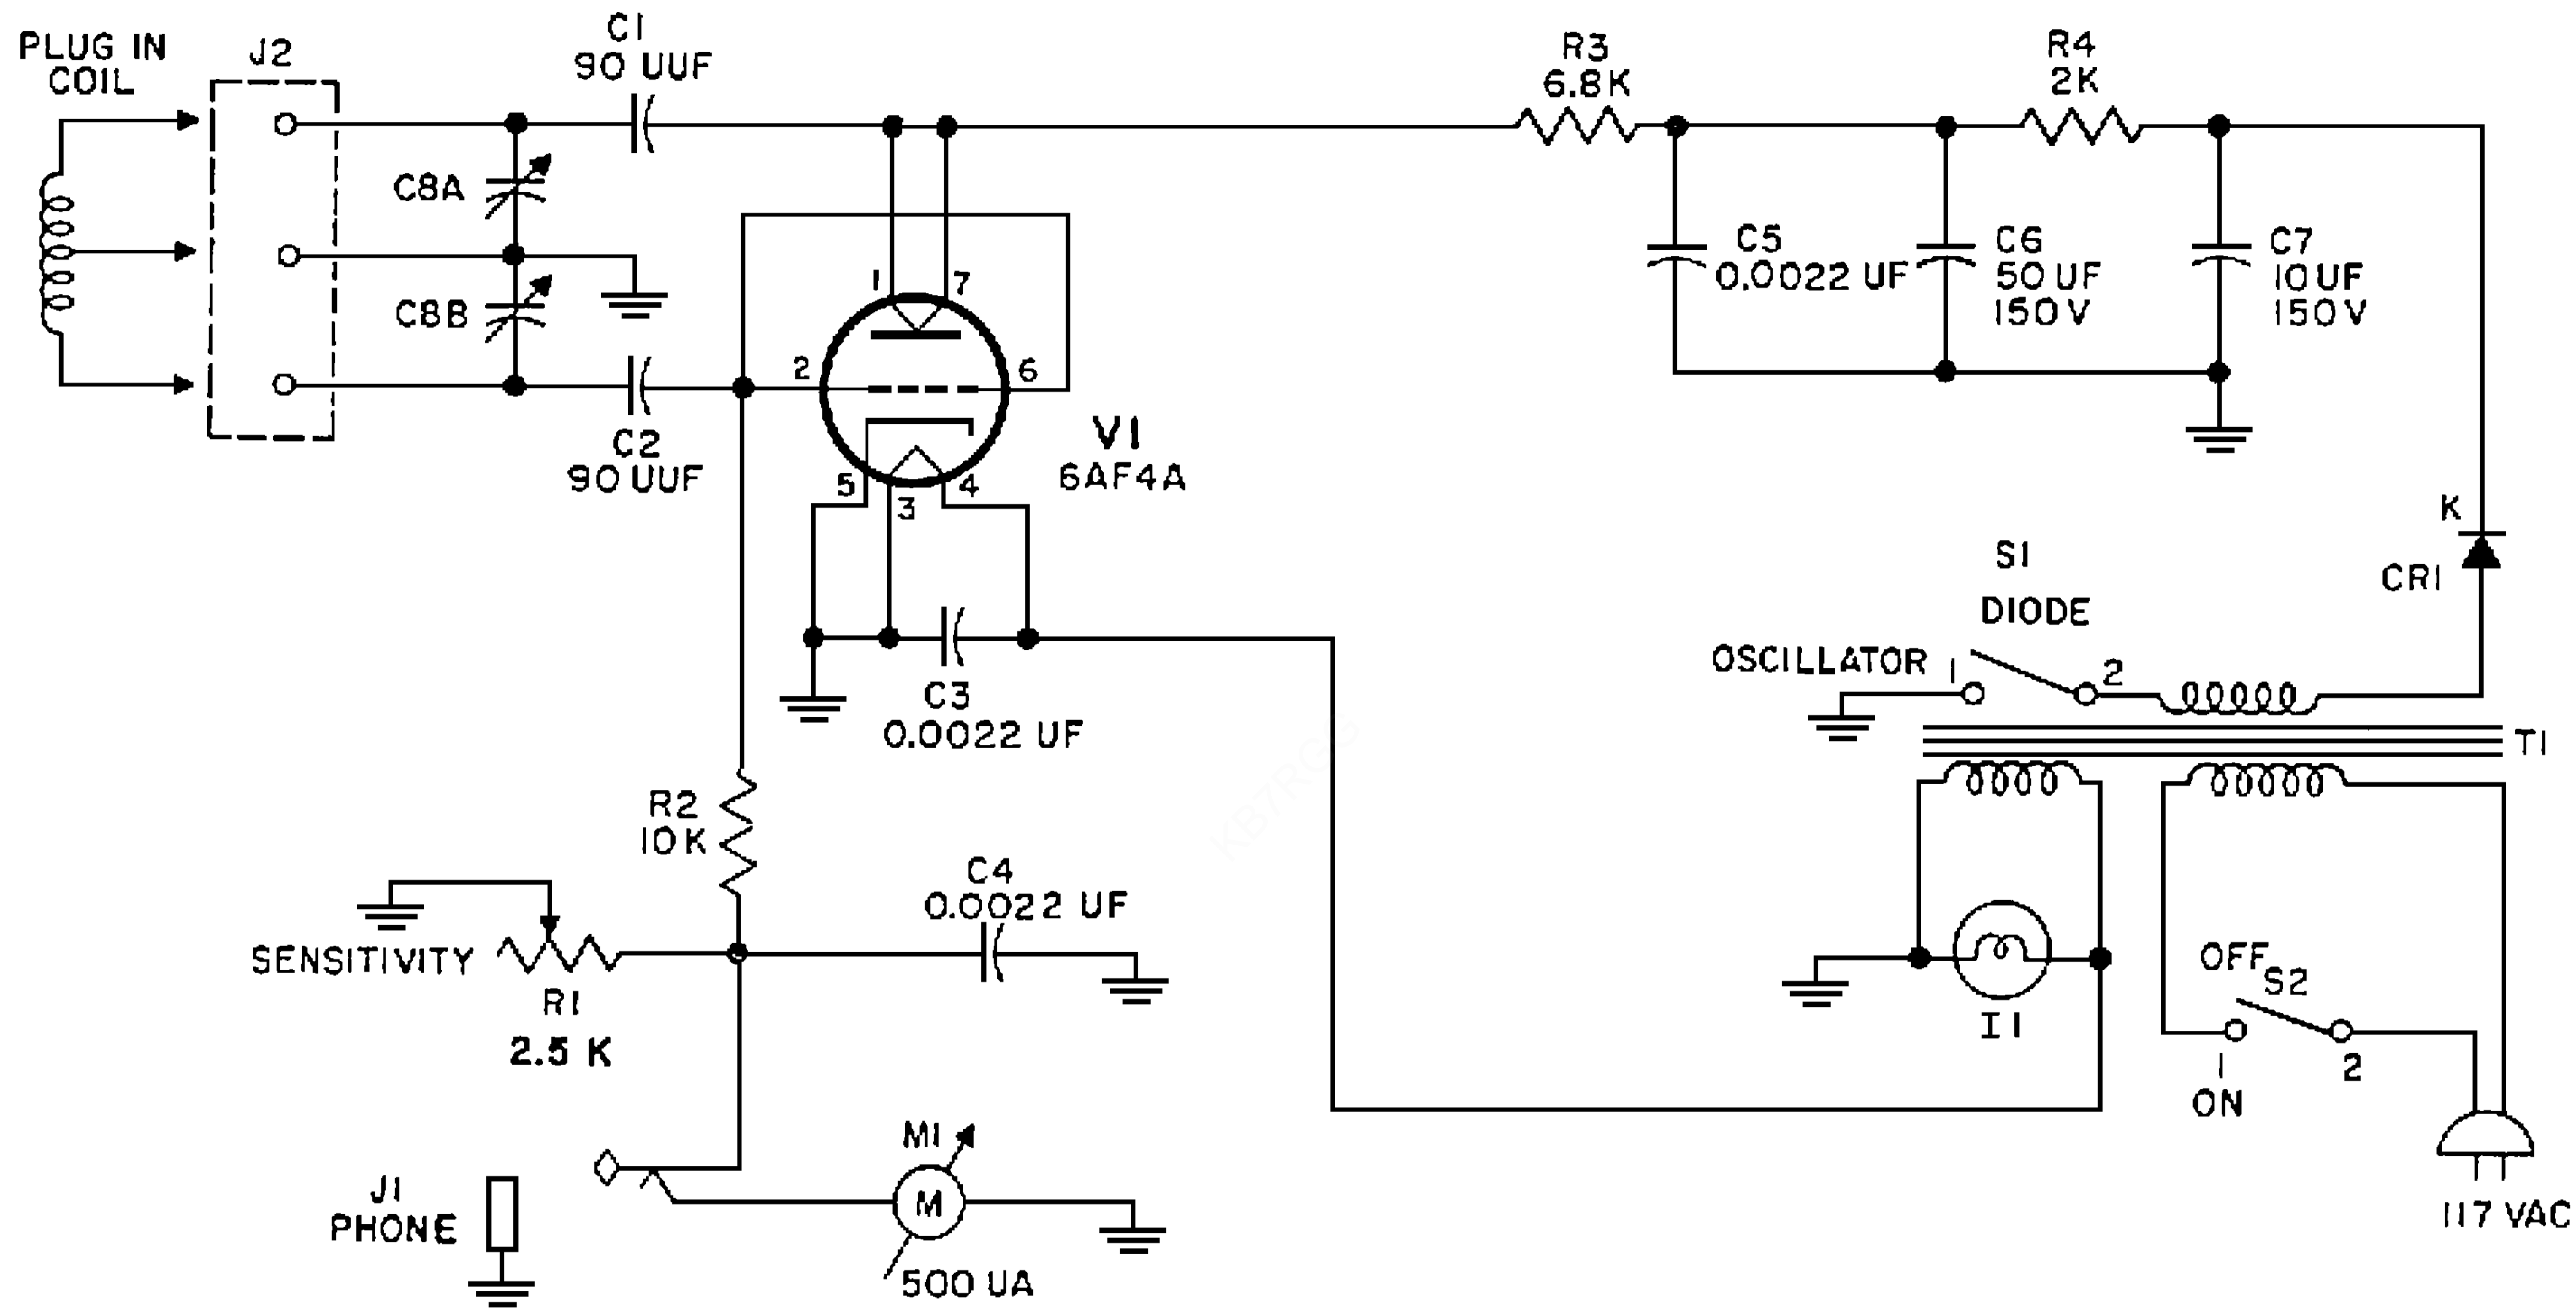 PLUG IN
COIL
J2
C1
90 UUF
C8A
C8B
C2
90 UUF
1
7
2
6
5
3
4
V1
6AF4A
R3
6.8K
R4
2K
C5
0.0022 UF
C6
50 UF
150 V
C7
10 UF
150 V
K
CR1
S1
DIODE
OSCILLATOR
1
2
T1
C3
0.0022 UF
R2
10 K
C4
0.0022 UF
SENSITIVITY
R1
2.5 K
I1
OFF
S2
1
2
ON
117 VAC
J1
PHONE
M1
M
500 UA
KB7RGG